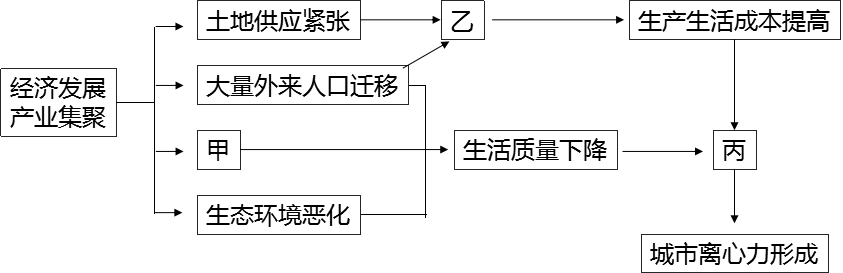 土地供应紧张
乙
生产生活成本提高
经济发展
产业集聚
大量外来人口迁移
甲
生活质量下降
丙
生态环境恶化
城市离心力形成